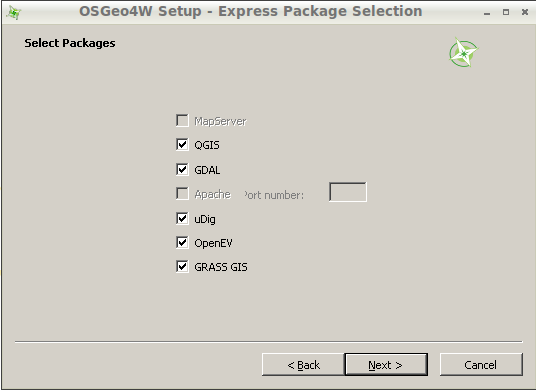 OSGeo4W Setup - Express Package Selection
Select Packages
MapServer
QGIS
GDAL
Apache ort number:
uDig
OpenEV
GRASS GIS
< Back Next > Cancel